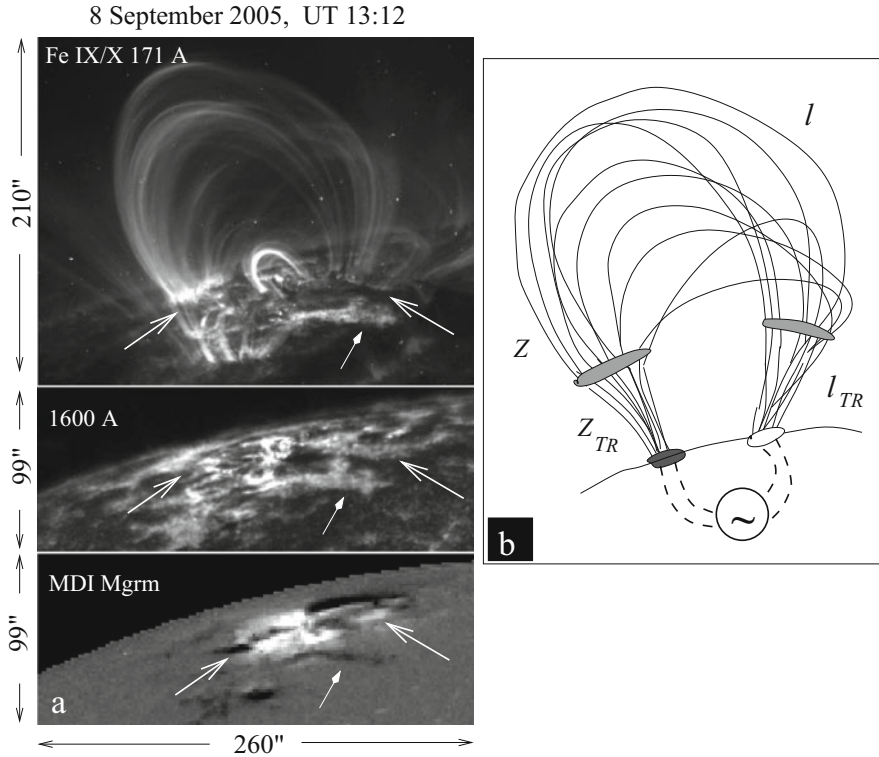 8 September 2005, UT 13:12
Fe IX/X 171 A
210"
1600 A
99"
MDI Mgrm
99"
a
260"
l
Z
l TR
Z TR
~
b